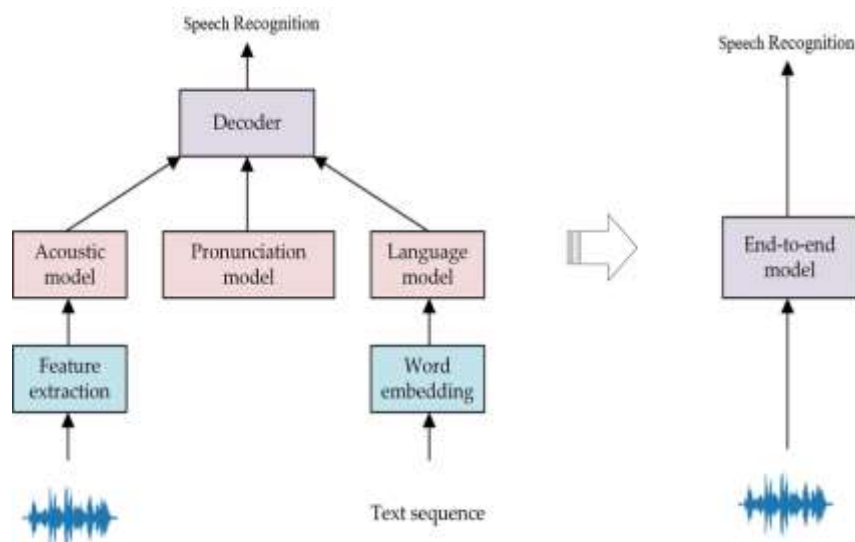 Speech Recognition
Decoder
Acoustic
model
Pronunciation
model
Language
model
Feature
extraction
Word
embedding
Text sequence
Speech Recognition
End-to-end
model